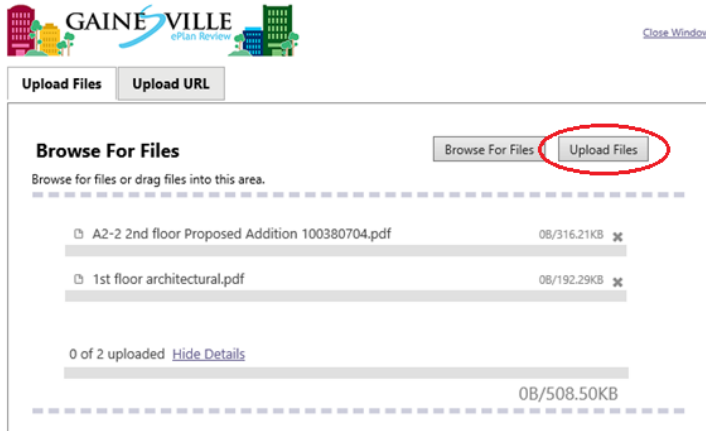 GAINESVILLE
ePlan Review
Close Window
Upload Files Upload URL
Browse For Files Browse For Files Upload Files
Browse for files or drag files into this area.
A2-2 2nd floor Proposed Addition 100380704.pdf 0B/316.21KB
1st floor architectural.pdf 0B/192.29KB
0 of 2 uploaded Hide Details
0B/508.50KB